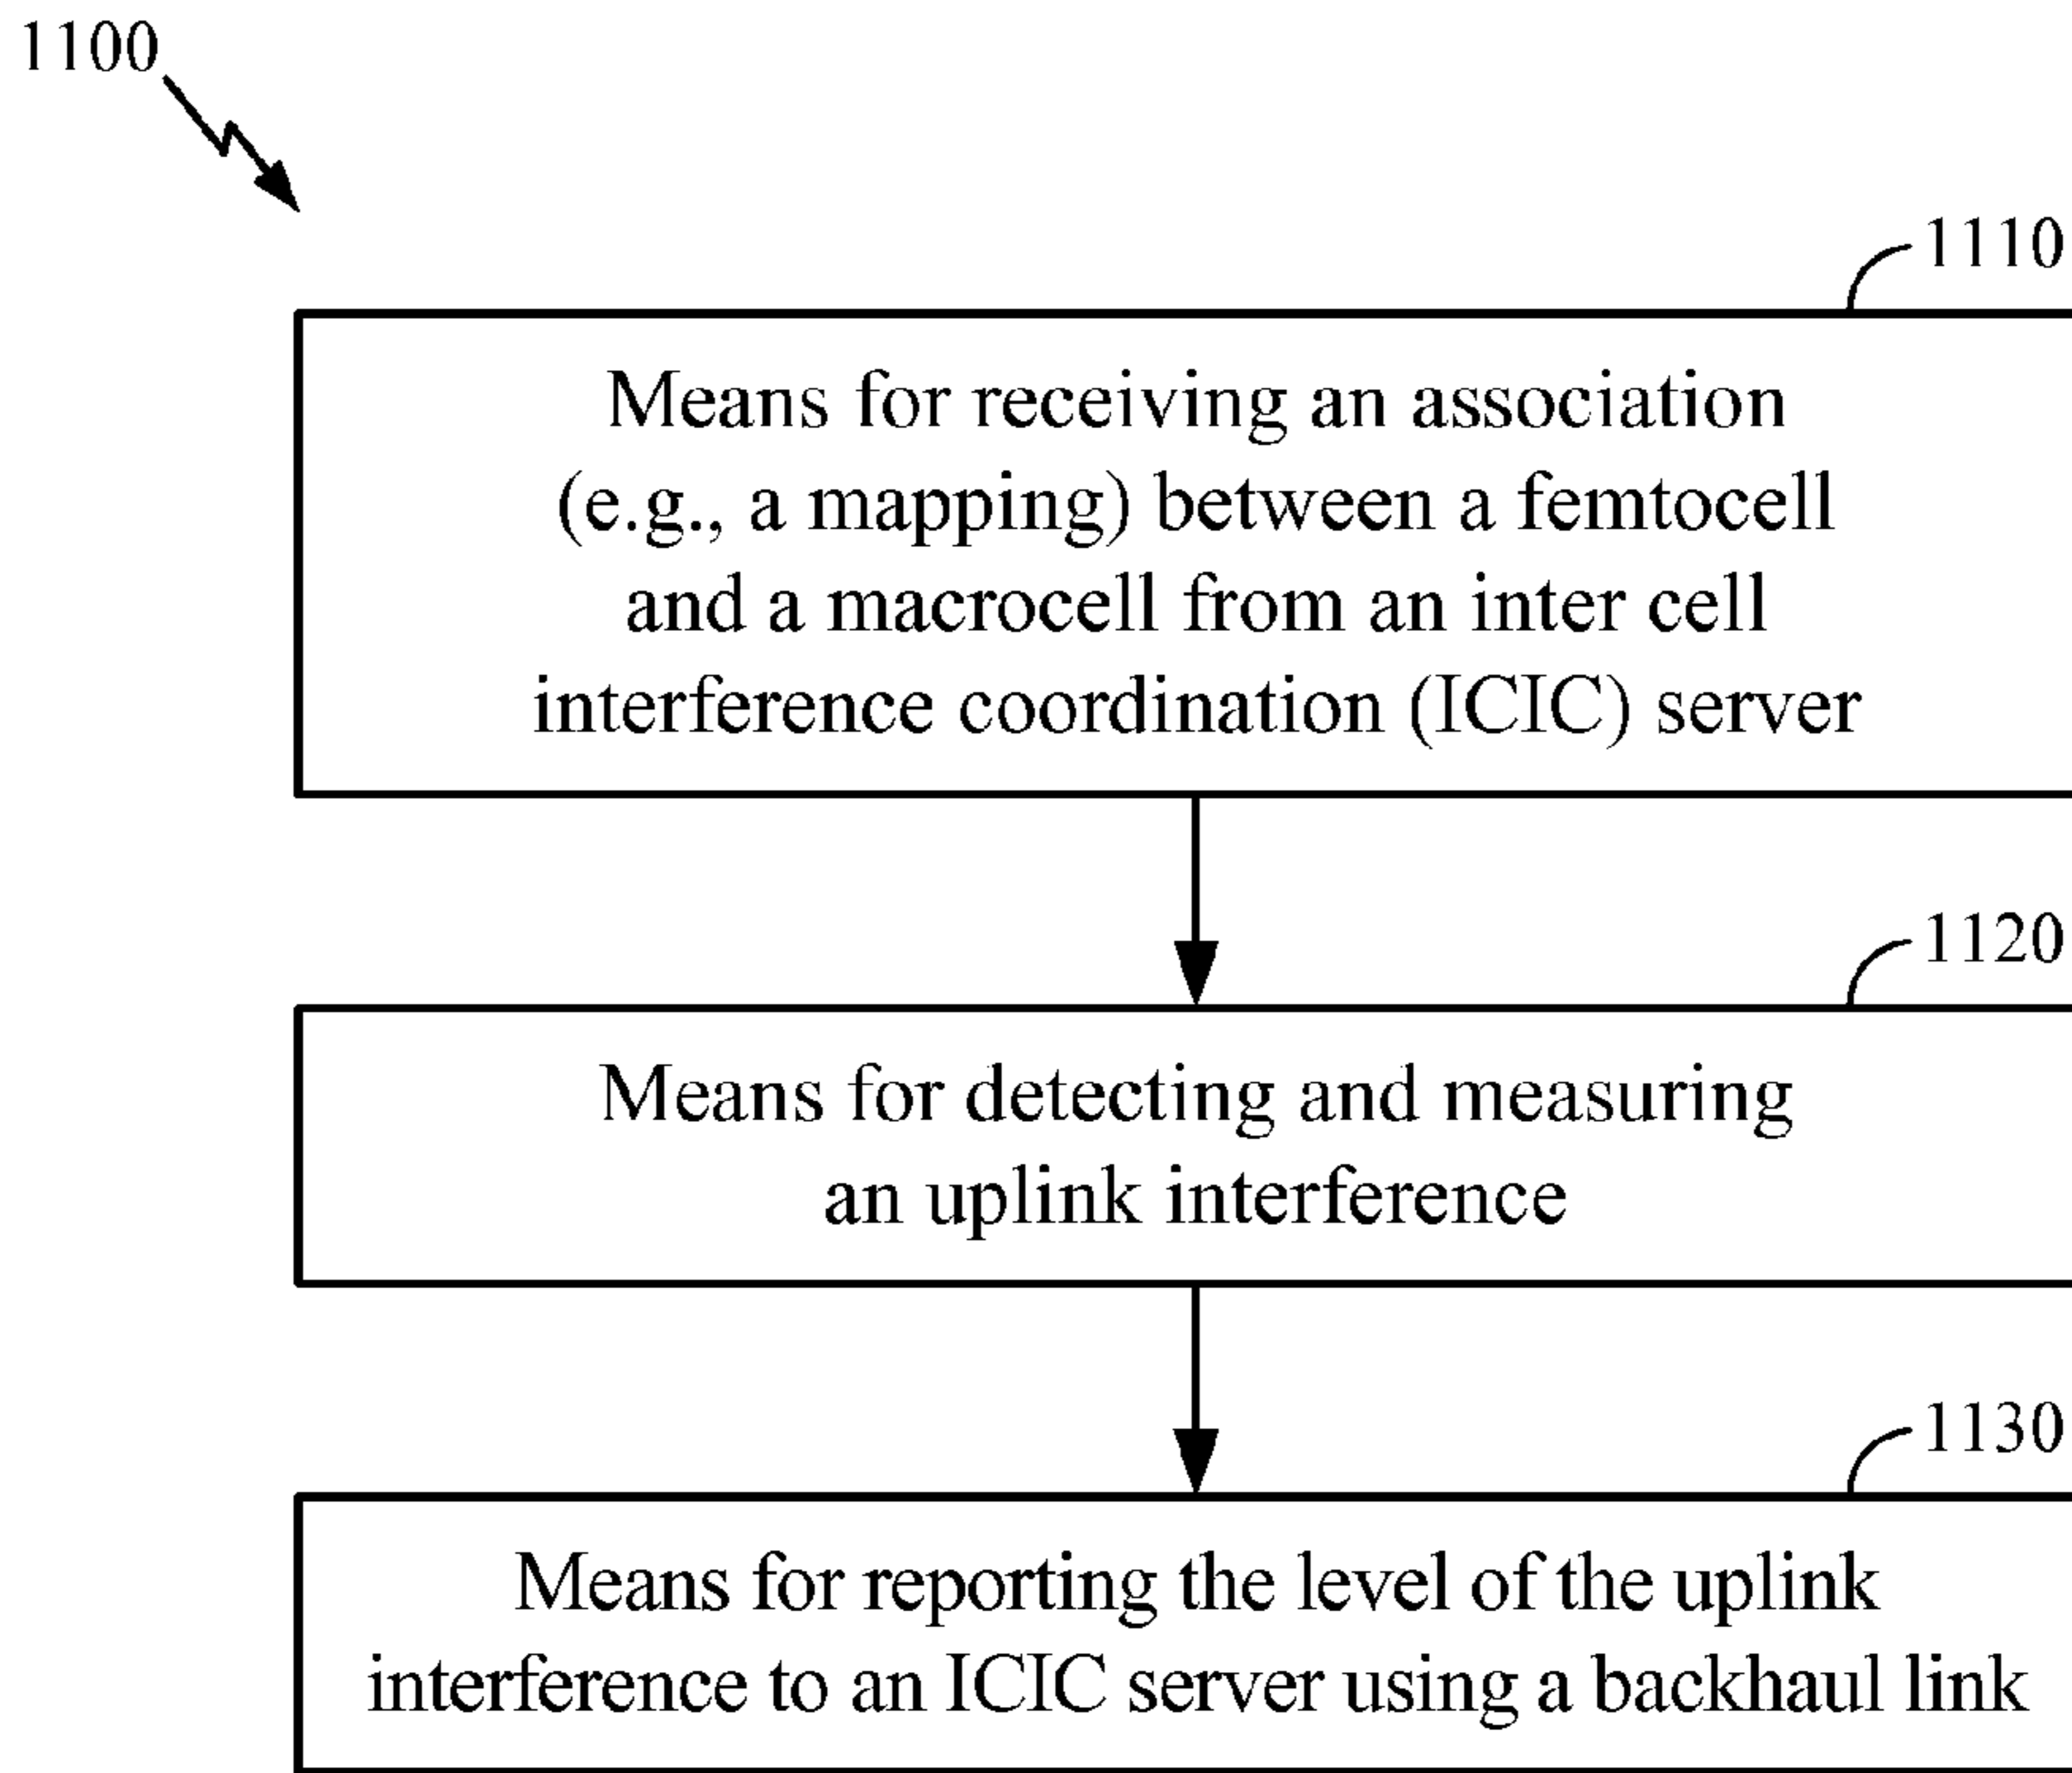 1100
1110
Means for receiving an association
(e.g., a mapping) between a femtocell
and a macrocell from an inter cell
interference coordination (ICIC) server
1120
Means for detecting and measuring
an uplink interference
1130
Means for reporting the level of the uplink
interference to an ICIC server using a backhaul link